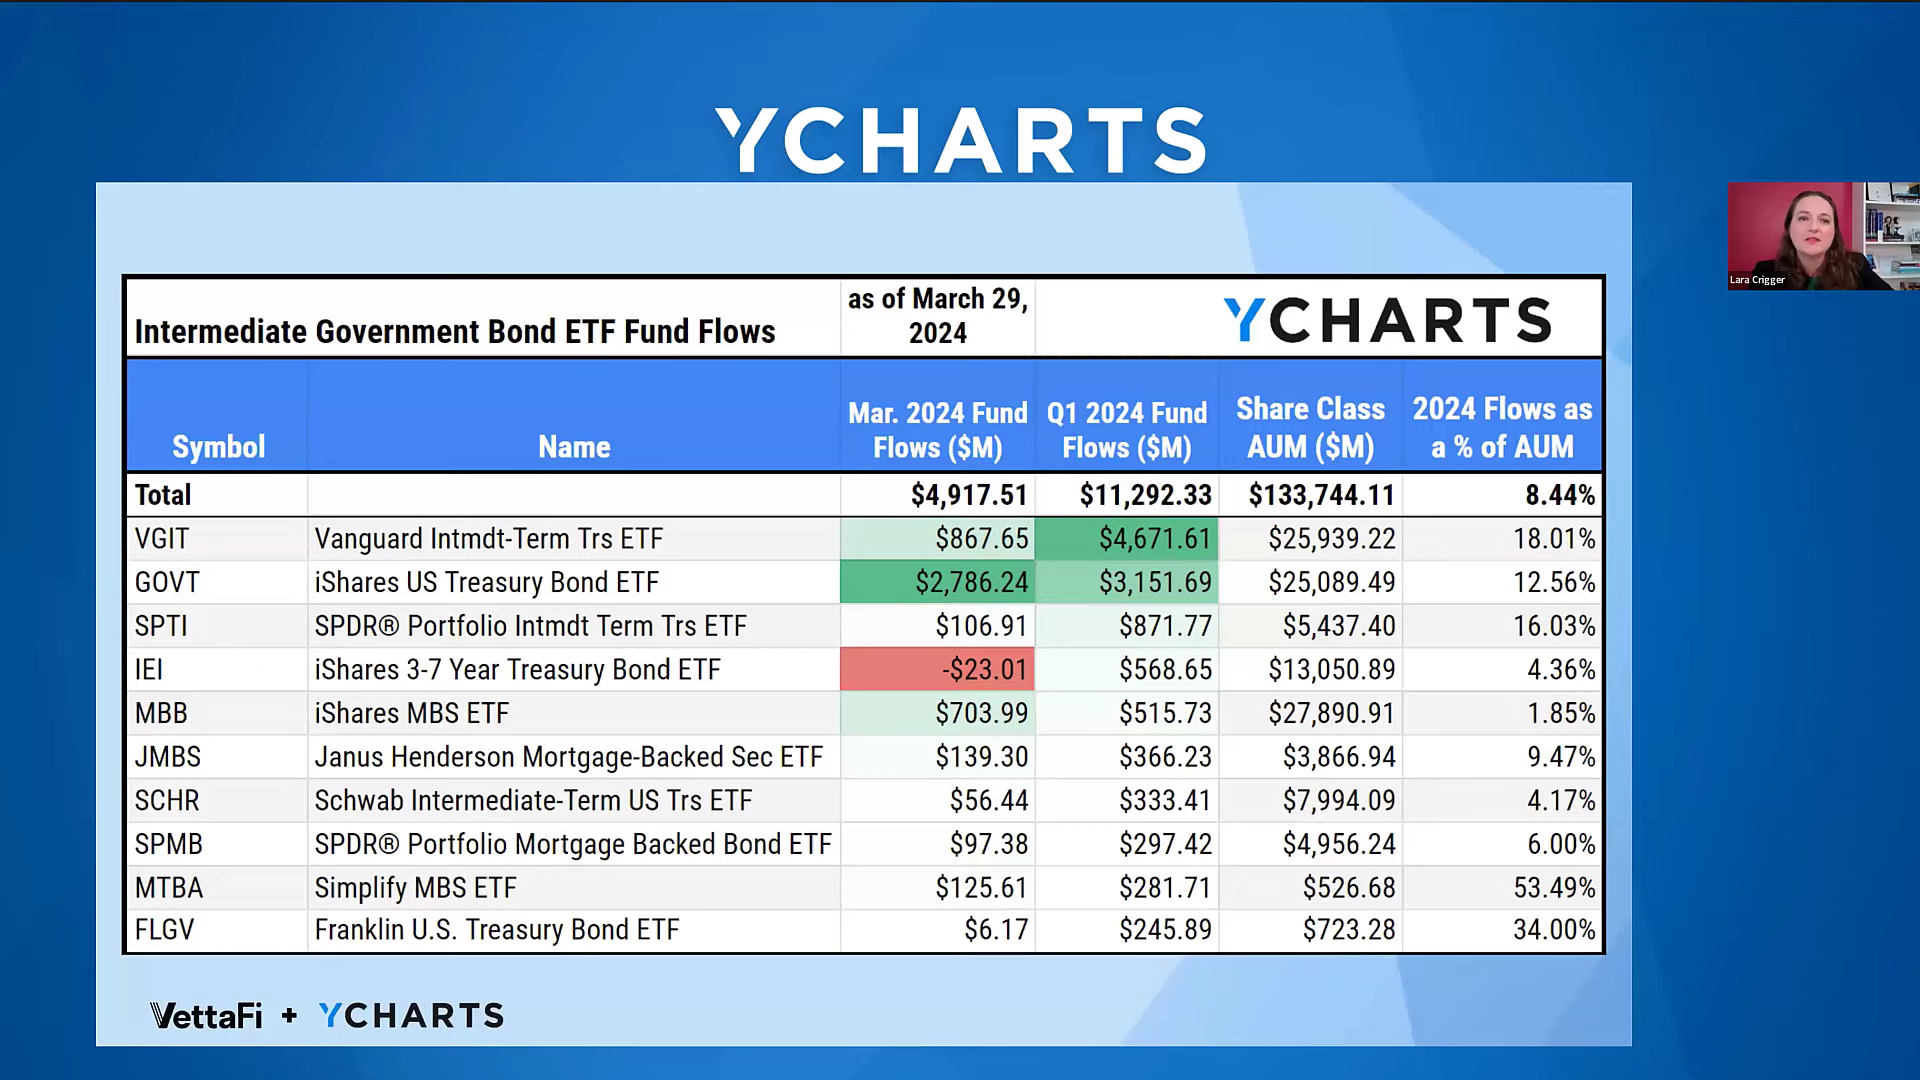 YCHARTS
Lara Crigger
Intermediate Government Bond ETF Fund Flows
as of March 29,
2024
YCHARTS
Symbol
Name
Mar. 2024 Fund
Flows ($M)
Q1 2024 Fund
Flows ($M)
Share Class
AUM ($M)
2024 Flows as
a % of AUM
Total $4,917.51 $11,292.33 $133,744.11 8.44%
VGIT Vanguard Intmdt-Term Trs ETF $867.65 $4,671.61 $25,939.22 18.01%
GOVT iShares US Treasury Bond ETF $2,786.24 $3,151.69 $25,089.49 12.56%
SPTI SPDR® Portfolio Intmdt Term Trs ETF $106.91 $871.77 $5,437.40 16.03%
IEI iShares 3-7 Year Treasury Bond ETF -$23.01 $568.65 $13,050.89 4.36%
MBB iShares MBS ETF $703.99 $515.73 $27,890.91 1.85%
JMBS Janus Henderson Mortgage-Backed Sec ETF $139.30 $366.23 $3,866.94 9.47%
SCHR Schwab Intermediate-Term US Trs ETF $56.44 $333.41 $7,994.09 4.17%
SPMB SPDR® Portfolio Mortgage Backed Bond ETF $97.38 $297.42 $4,956.24 6.00%
MTBA Simplify MBS ETF $125.61 $281.71 $526.68 53.49%
FLGV Franklin U.S. Treasury Bond ETF $6.17 $245.89 $723.28 34.00%
VettaFi + YCHARTS